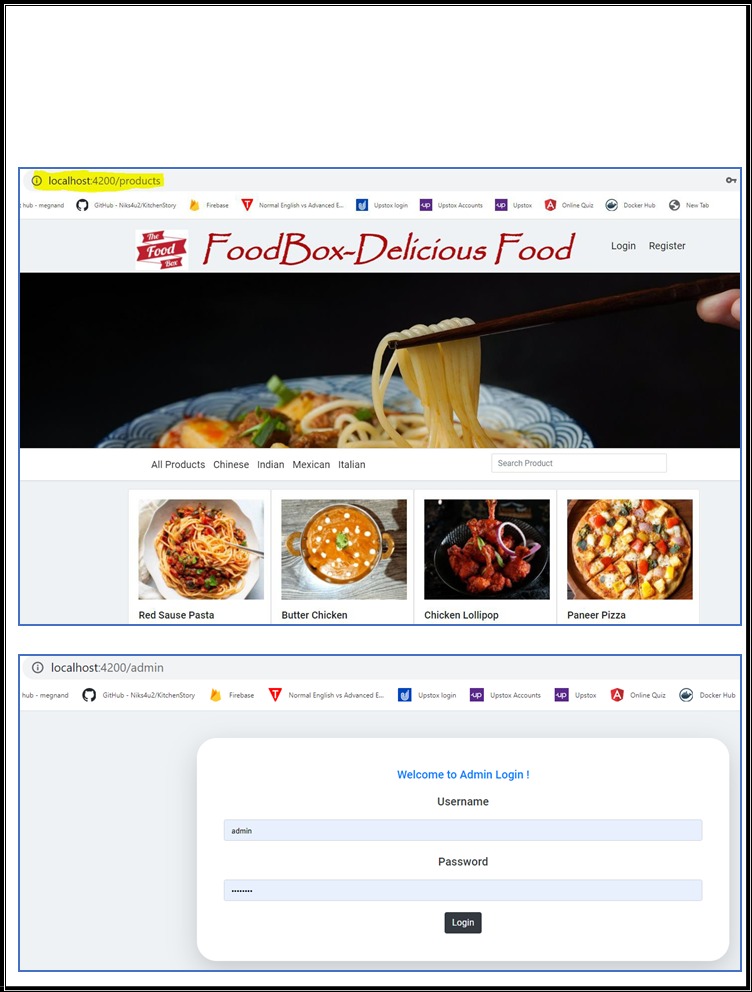 localhost:4200/products
hub - megnand GitHub - Niks4u2/KitchenStory Firebase Normal English vs Advanced E... Upstox login Upstox Accounts Upstox Online Quiz Docker Hub New Tab
The Food Box
FoodBox-Delicious Food
Login Register
All Products Chinese Indian Mexican Italian
Search Product
Red Sause Pasta Butter Chicken Chicken Lollipop Paneer Pizza
localhost:4200/admin
hub - megnand GitHub - Niks4u2/KitchenStory Firebase Normal English vs Advanced E... Upstox login Upstox Accounts Upstox Online Quiz Docker Hub
Welcome to Admin Login !
Username
admin
Password
••••••••
Login